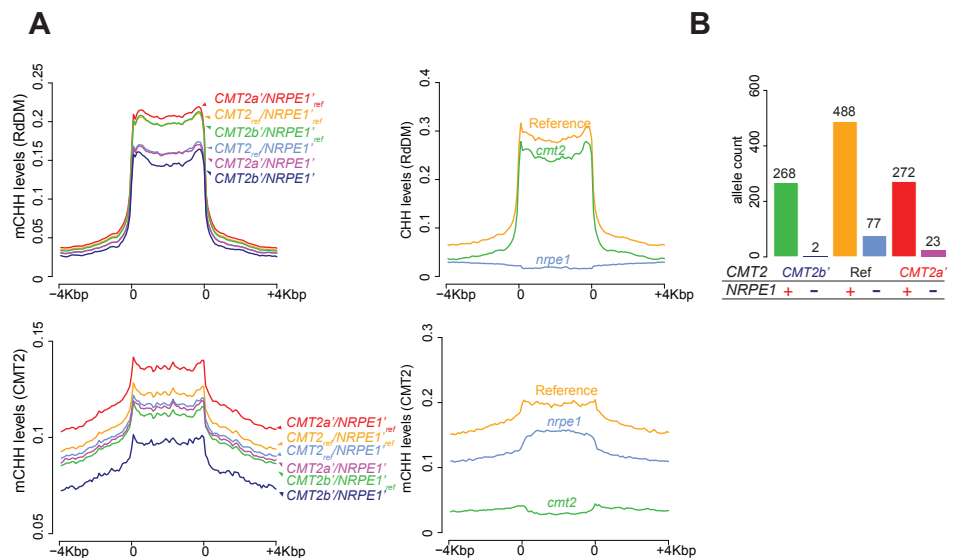 A
mCHH levels (RdDM)
0.25
0.2
0.15
0.1
0.05
0
CMT2a'/NRPE1'ref
CMT2ref/NRPE1'ref
CMT2b'/NRPE1'ref
CMT2ref/NRPE1'
CMT2a'/NRPE1'
CMT2b'/NRPE1'
−4Kbp 0 0 +4Kbp
CHH levels (RdDM)
0.4
0.3
0.2
0.1
0
Reference
cmt2
nrpe1
−4Kbp 0 0 +4Kbp
B
allele count
600
400
200
0
268 2 488 77 272 23
CMT2 CMT2b' Ref CMT2a'
NRPE1 + − + − + −
mCHH levels (CMT2)
0.15
0.1
0.05
CMT2a'/NRPE1'ref
CMT2ref/NRPE1'ref
CMT2ref/NRPE1'
CMT2a'/NRPE1'
CMT2b'/NRPE1'ref
CMT2b'/NRPE1'
−4Kbp 0 0 +4Kbp
mCHH levels (CMT2)
0.3
0.2
0.1
0
Reference
nrpe1
cmt2
−4Kbp 0 0 +4Kbp